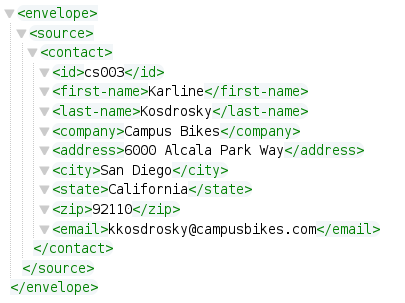 <envelope>
<source>
<contact>
<id>cs003</id>
<first-name>Karline</first-name>
<last-name>Kosdrosky</last-name>
<company>Campus Bikes</company>
<address>6000 Alcala Park Way</address>
<city>San Diego</city>
<state>California</state>
<zip>92110</zip>
<email>kkosdrosky@campusbikes.com</email>
</contact>
</source>
</envelope>